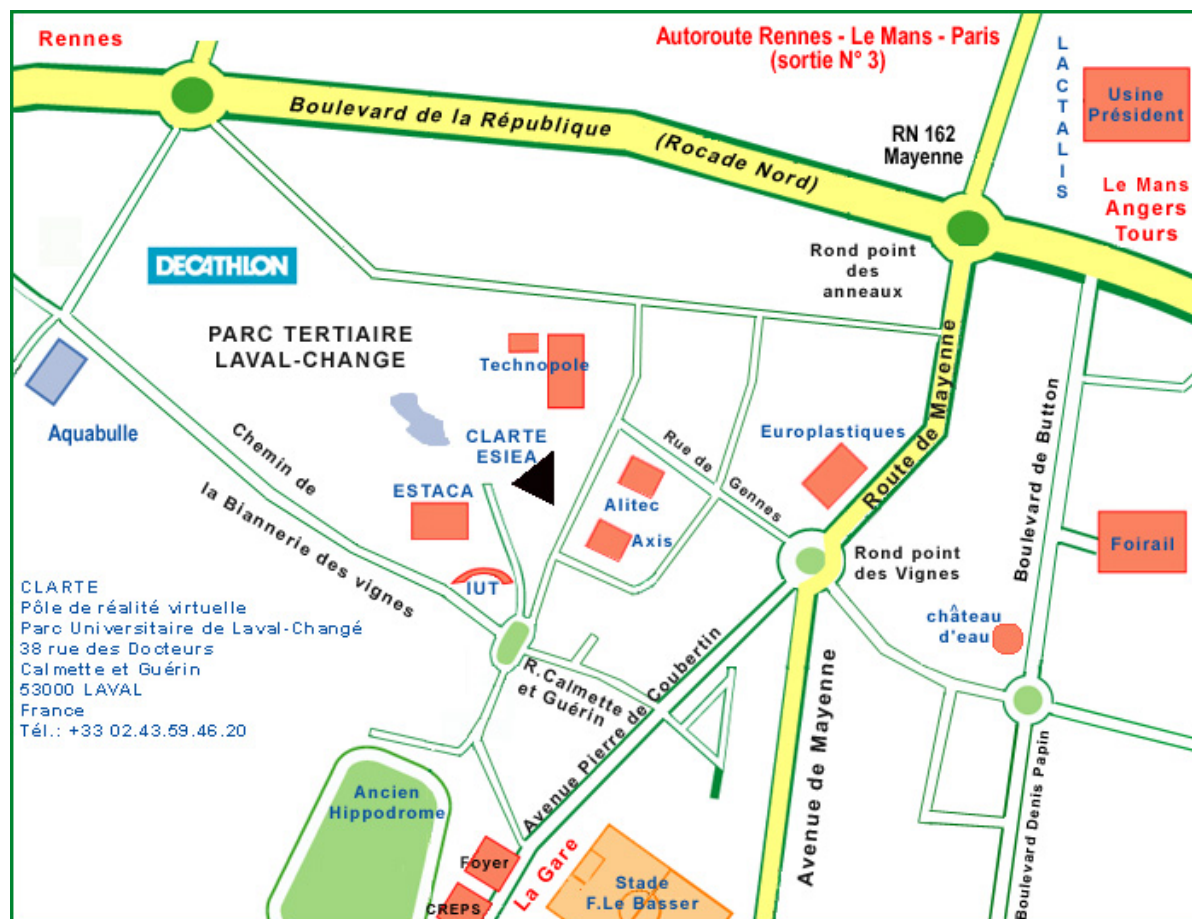 Rennes
Autoroute Rennes - Le Mans - Paris
(sortie N° 3)
LACTALIS
Usine
Président
Boulevard de la République
(Rocade Nord)
RN 162
Mayenne
Le Mans
Angers
Tours
DECATHLON
Rond point
des
anneaux
PARC TERTIAIRE
LAVAL-CHANGE
Technopole
Aquabulle
Chemin de
la Biannerie des vignes
CLARTE
ESIEA
ESTACA
Rue de
Gennes
Europlastiques
Route de Mayenne
Boulevard de Button
Alitec
Axis
Foirail
Rond point
des Vignes
IUT
château
d'eau
CLARTE
Pôle de réalité virtuelle
Parc Universitaire de Laval-Changé
38 rue des Docteurs
Calmette et Guérin
53000 LAVAL
France
Tél.: +33 02.43.59.46.20
R.Calmette
et Guérin
Avenue Pierre de Coubertin
Avenue de Mayenne
Boulevard Denis Papin
Ancien
Hippodrome
Foyer
CREPS
La Gare
Stade
F.Le Basser